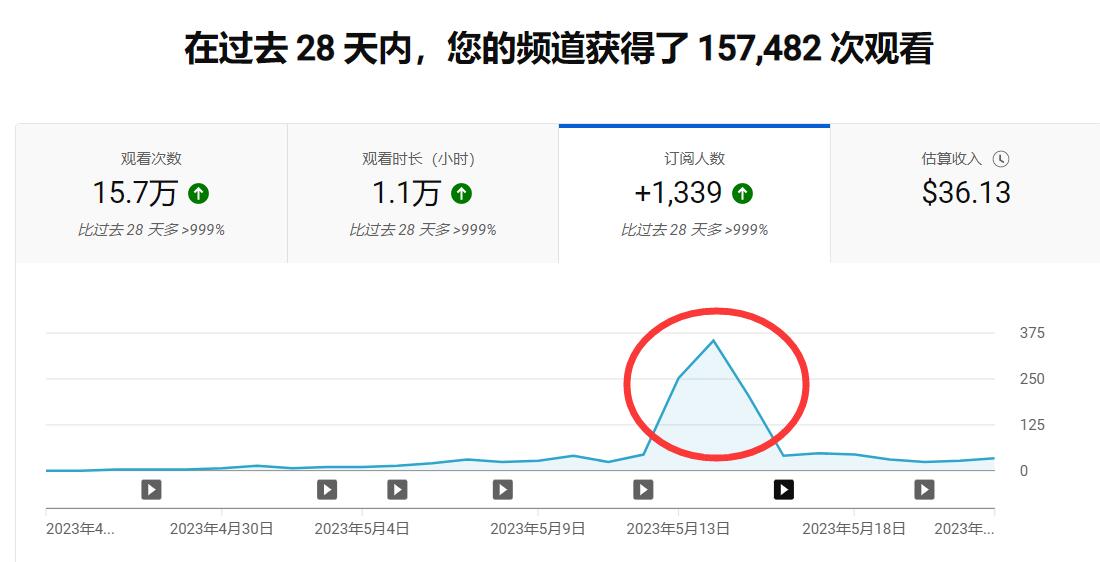 在过去 28 天内，您的频道获得了 157,482 次观看
观看次数
15.7万
比过去 28 天多 >999%
观看时长（小时）
1.1万
比过去 28 天多 >999%
订阅人数
+1,339
比过去 28 天多 >999%
估算收入
$36.13
375
250
125
0
2023年4...
2023年4月30日
2023年5月4日
2023年5月9日
2023年5月13日
2023年5月18日
2023年...